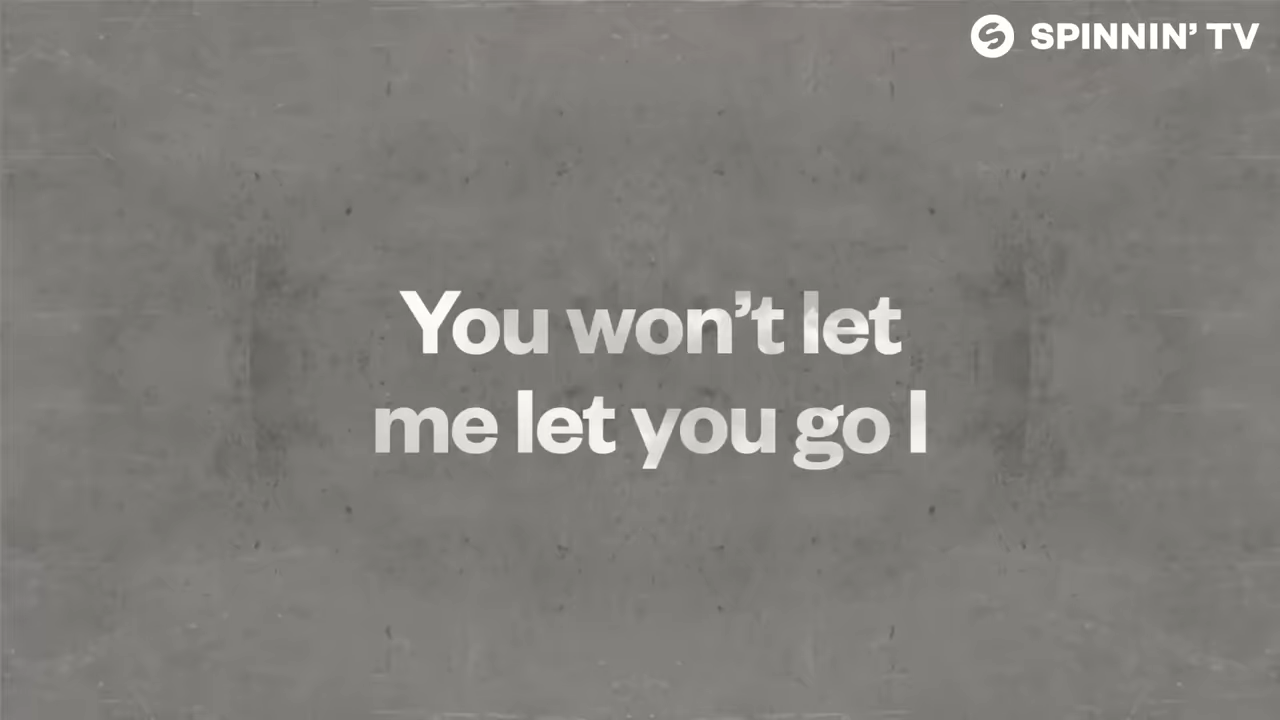 SPINNIN’ TV
You won’t let
me let you go I